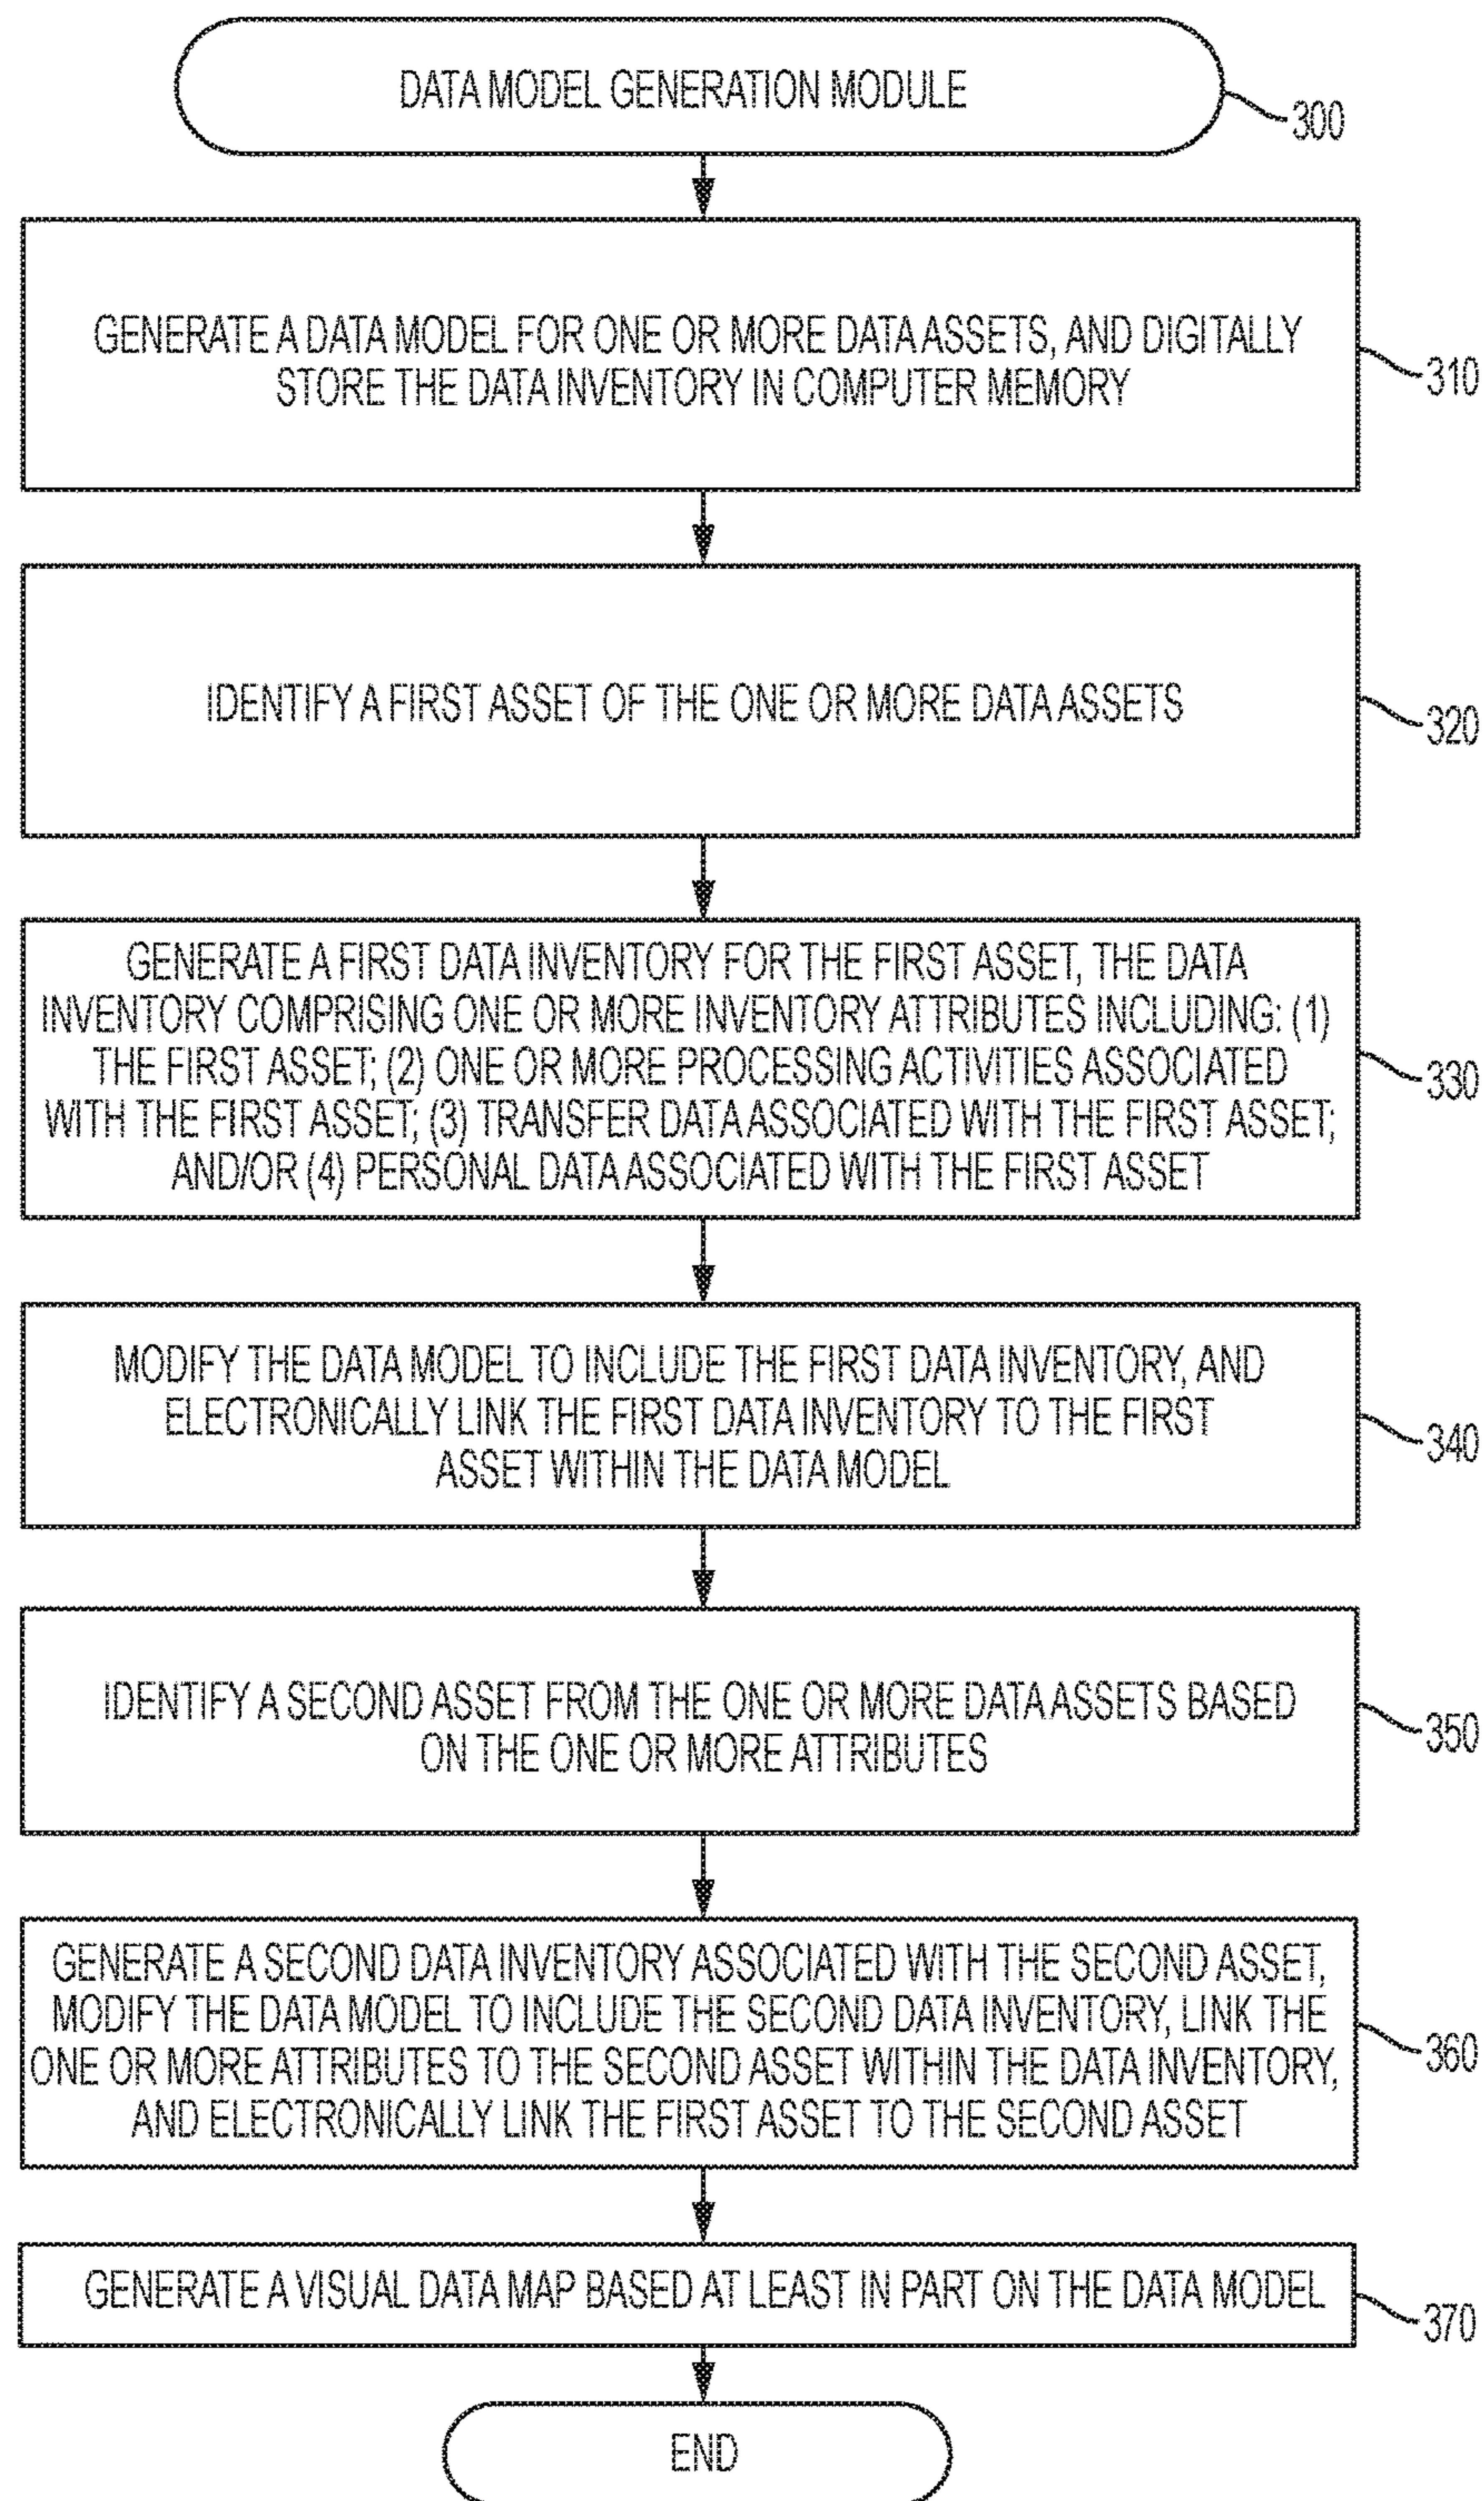 DATA MODEL GENERATION MODULE
300
GENERATE A DATA MODEL FOR ONE OR MORE DATA ASSETS, AND DIGITALLY
STORE THE DATA INVENTORY IN COMPUTER MEMORY
310
IDENTIFY A FIRST ASSET OF THE ONE OR MORE DATA ASSETS
320
GENERATE A FIRST DATA INVENTORY FOR THE FIRST ASSET, THE DATA
INVENTORY COMPRISING ONE OR MORE INVENTORY ATTRIBUTES INCLUDING: (1)
THE FIRST ASSET; (2) ONE OR MORE PROCESSING ACTIVITIES ASSOCIATED
WITH THE FIRST ASSET; (3) TRANSFER DATA ASSOCIATED WITH THE FIRST ASSET;
AND/OR (4) PERSONAL DATA ASSOCIATED WITH THE FIRST ASSET
330
MODIFY THE DATA MODEL TO INCLUDE THE FIRST DATA INVENTORY, AND
ELECTRONICALLY LINK THE FIRST DATA INVENTORY TO THE FIRST
ASSET WITHIN THE DATA MODEL
340
IDENTIFY A SECOND ASSET FROM THE ONE OR MORE DATA ASSETS BASED
ON THE ONE OR MORE ATTRIBUTES
350
GENERATE A SECOND DATA INVENTORY ASSOCIATED WITH THE SECOND ASSET,
MODIFY THE DATA MODEL TO INCLUDE THE SECOND DATA INVENTORY, LINK THE
ONE OR MORE ATTRIBUTES TO THE SECOND ASSET WITHIN THE DATA INVENTORY,
AND ELECTRONICALLY LINK THE FIRST ASSET TO THE SECOND ASSET
360
GENERATE A VISUAL DATA MAP BASED AT LEAST IN PART ON THE DATA MODEL
370
END